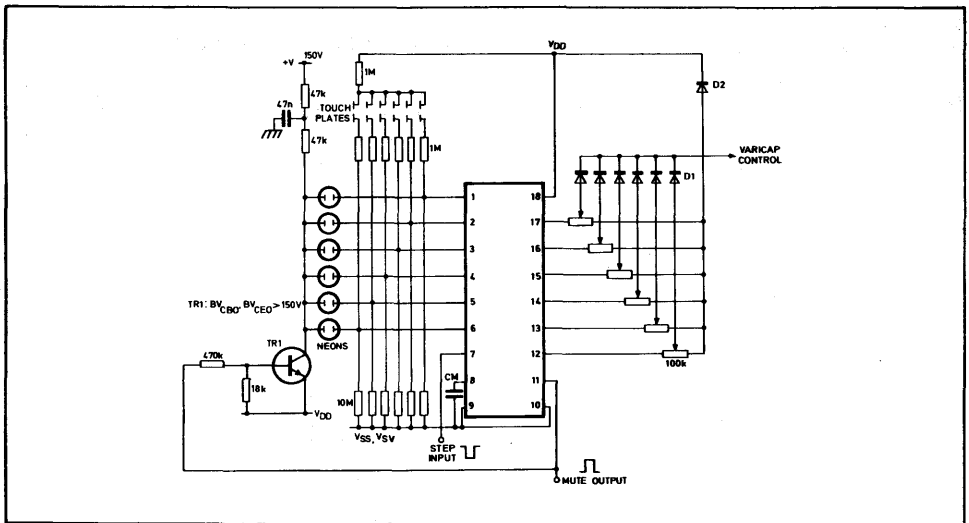 +V 150V
47k
47n
47k
1M
TOUCH
PLATES
1M
VDD
D2
VARICAP
CONTROL
D1
1
2
3
4
5
6
7
8
9
18
17
16
15
14
13
12
11
10
100k
TR1: BVCBO, BVCEO > 150V
NEONS
TR1
470k
18k
VDD
10M
CM
VSS, VSV
STEP
INPUT
MUTE OUTPUT